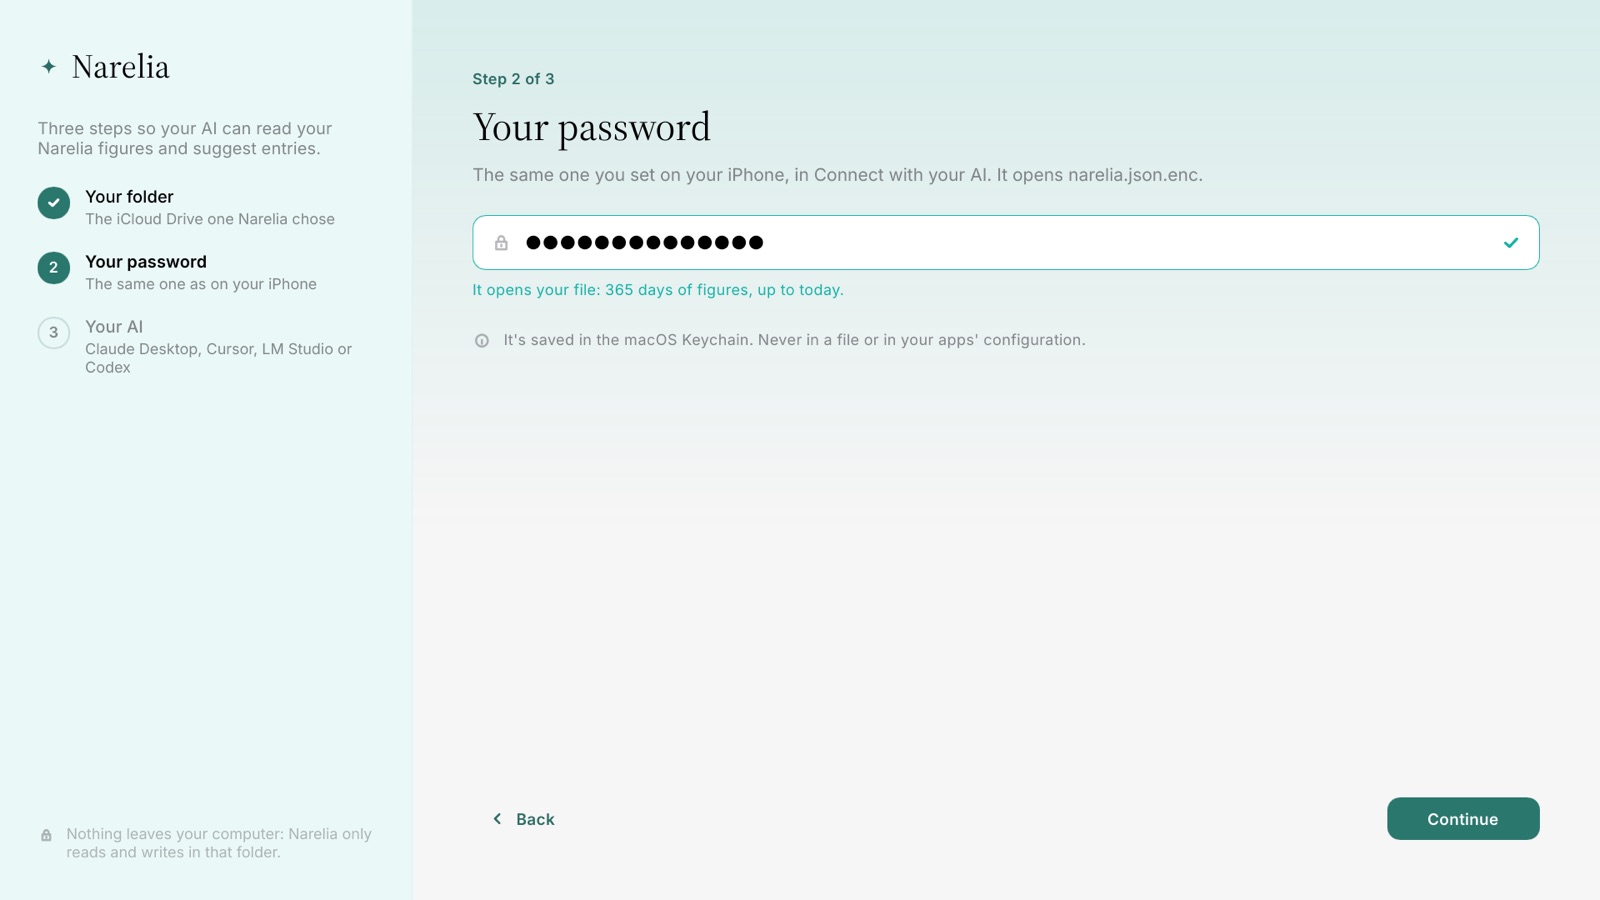 Narelia
Three steps so your AI can read your
Narelia figures and suggest entries.
Your folder
The iCloud Drive one Narelia chose
2
Your password
The same one as on your iPhone
3
Your AI
Claude Desktop, Cursor, LM Studio or
Codex
Nothing leaves your computer: Narelia only
reads and writes in that folder.
Step 2 of 3
Your password
The same one you set on your iPhone, in Connect with your AI. It opens narelia.json.enc.
It opens your file: 365 days of figures, up to today.
It's saved in the macOS Keychain. Never in a file or in your apps' configuration.
Back
Continue